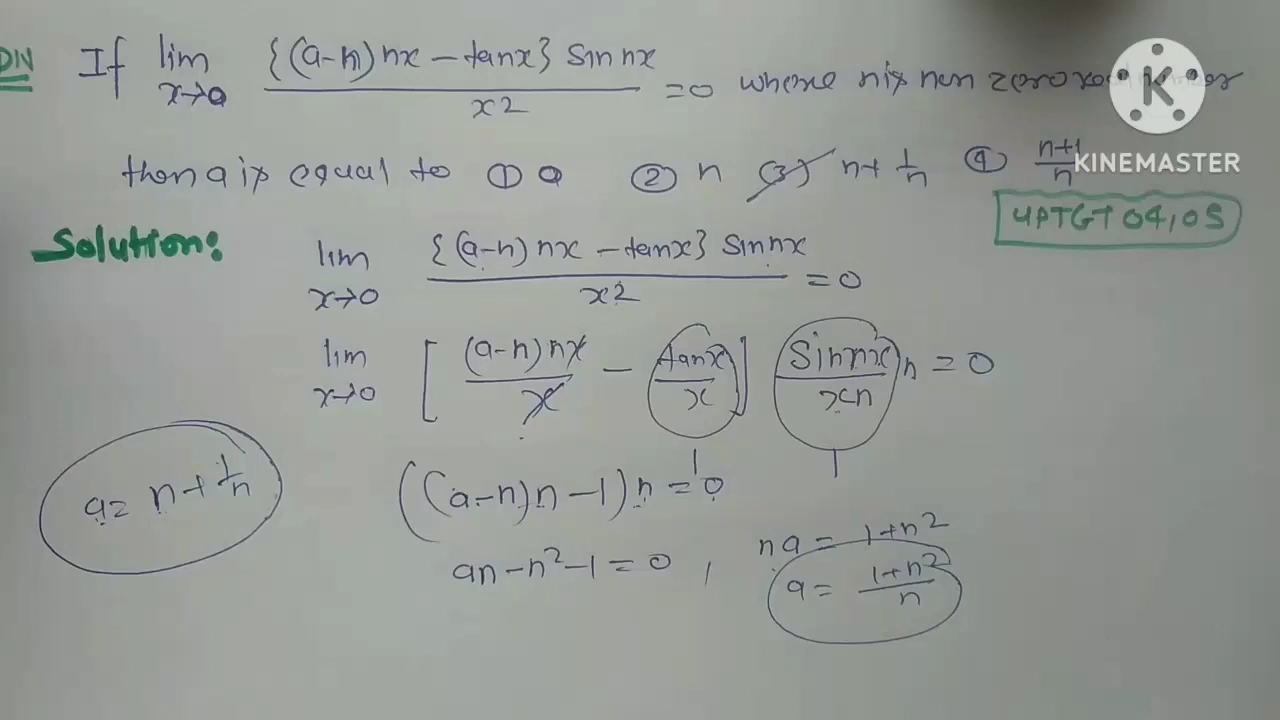 If lim x→0 {(a-n)nx - tanx} sin nx / x2 = 0 where n is non zero
then a is equal to ① 0 ② n (3) n + 1/n ④ n+1/n
K
KINEMASTER
UPTGT 04,05
Solution:
lim x→0 {(a-n) nx - tanx} sin nx / x2 = 0
lim x→0 [(a-n) nx / x - tanx / x] sin nx / xn n = 0
1 1
((a-n)n - 1) n = 0
a = n + 1/n
an - n² - 1 = 0 , na = 1+n²
a = 1+n² / n